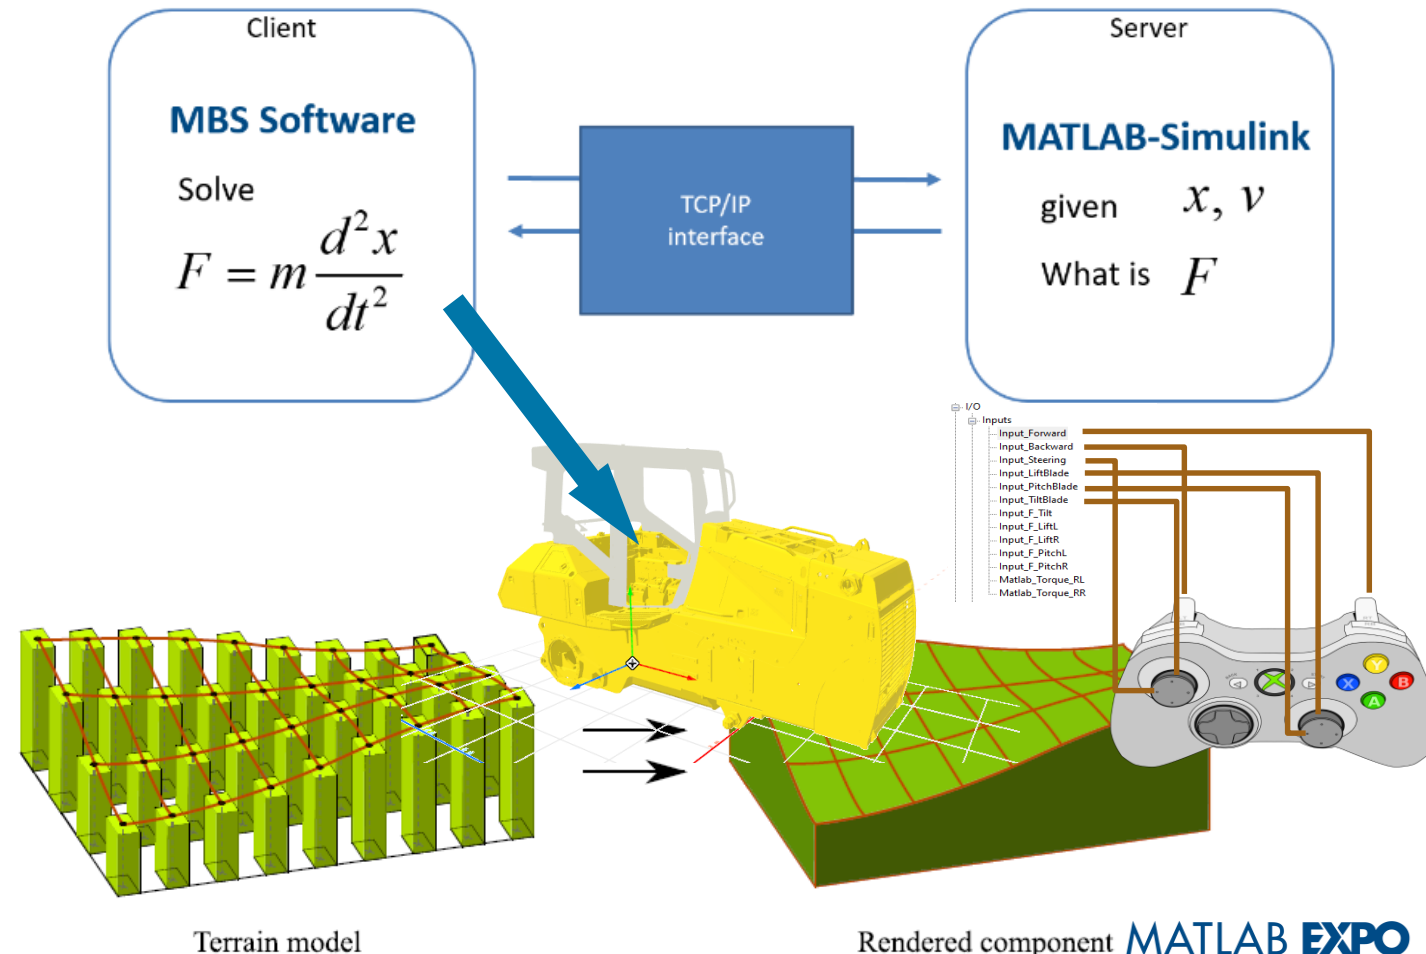 Client
MBS Software
Solve
F = m d²x / dt²
TCP/IP
interface
Server
MATLAB-Simulink
given x, v
What is F
I/O
Inputs
Input_Forward
Input_Backward
Input_Steering
Input_LiftBlade
Input_PitchBlade
Input_TiltBlade
Input_F_Tilt
Input_F_LiftL
Input_F_LiftR
Input_F_PitchL
Input_F_PitchR
Matlab_Torque_RL
Matlab_Torque_RR
Y
X
B
A
Terrain model
Rendered component
MATLAB EXPO